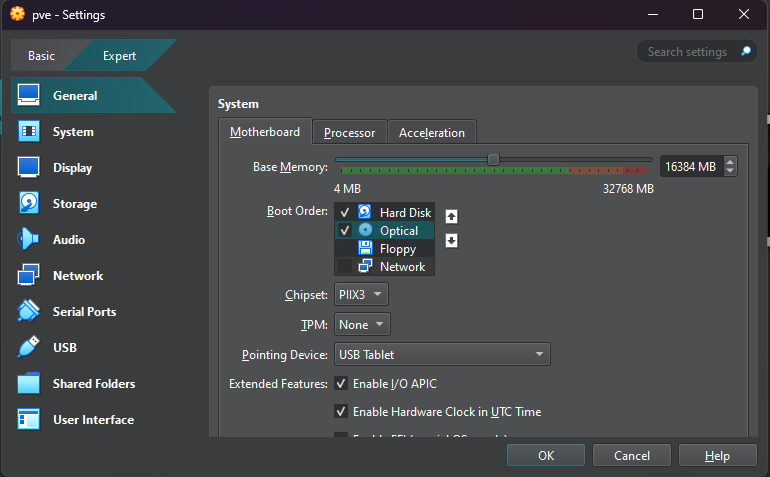 pve - Settings
Basic
Expert
Search settings
General
System
Display
Storage
Audio
Network
Serial Ports
USB
Shared Folders
User Interface
System
Motherboard
Processor
Acceleration
Base Memory:
16384 MB
4 MB
32768 MB
Boot Order:
Hard Disk
Optical
Floppy
Network
Chipset:
PIIX3
TPM:
None
Pointing Device:
USB Tablet
Extended Features:
Enable I/O APIC
Enable Hardware Clock in UTC Time
OK
Cancel
Help